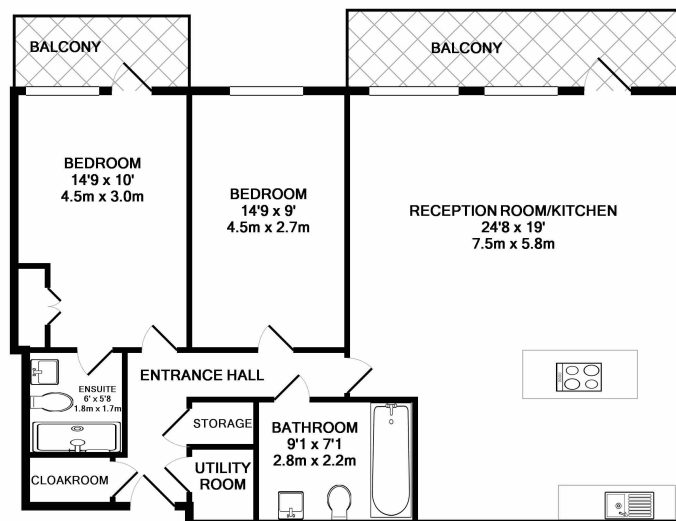 BALCONY
BALCONY
BEDROOM
14'9 x 10'
4.5m x 3.0m
BEDROOM
14'9 x 9'
4.5m x 2.7m
RECEPTION ROOM/KITCHEN
24'8 x 19'
7.5m x 5.8m
ENTRANCE HALL
ENSUITE
6' x 5'8
1.8m x 1.7m
STORAGE
BATHROOM
9'1 x 7'1
2.8m x 2.2m
CLOAKROOM
UTILITY
ROOM